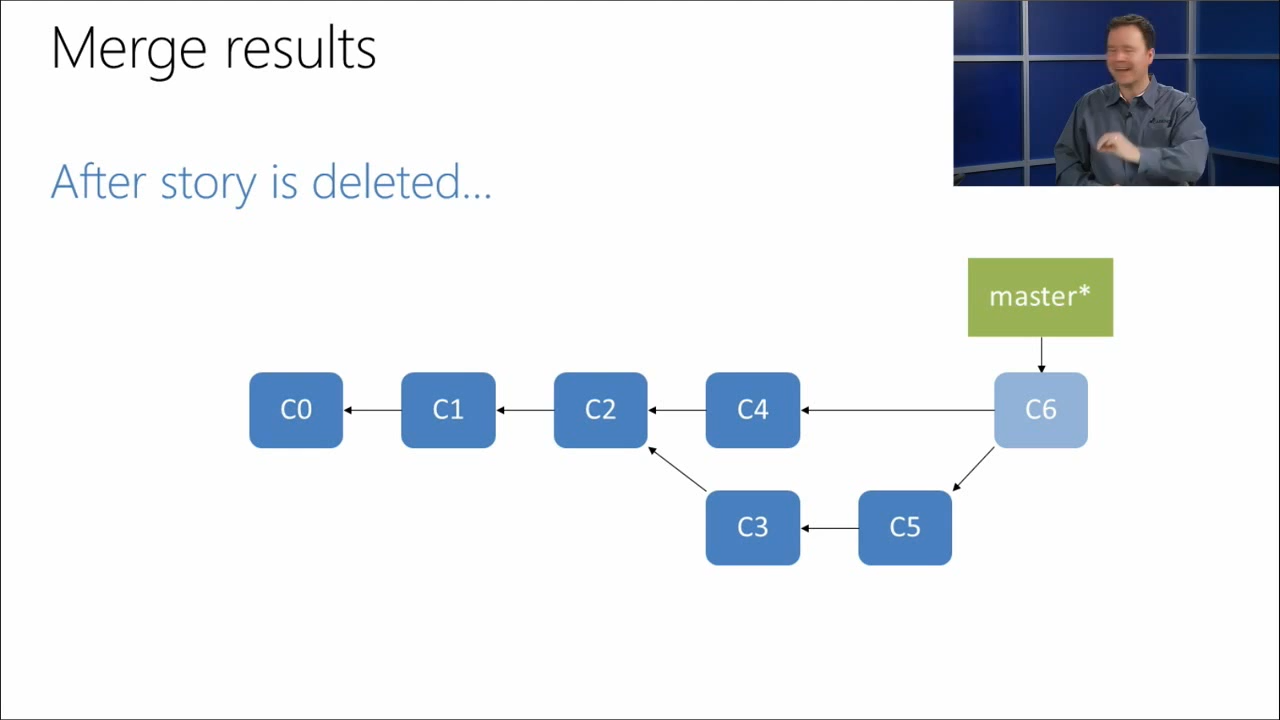 Merge results
After story is deleted...
master*
C0
C1
C2
C4
C6
C3
C5